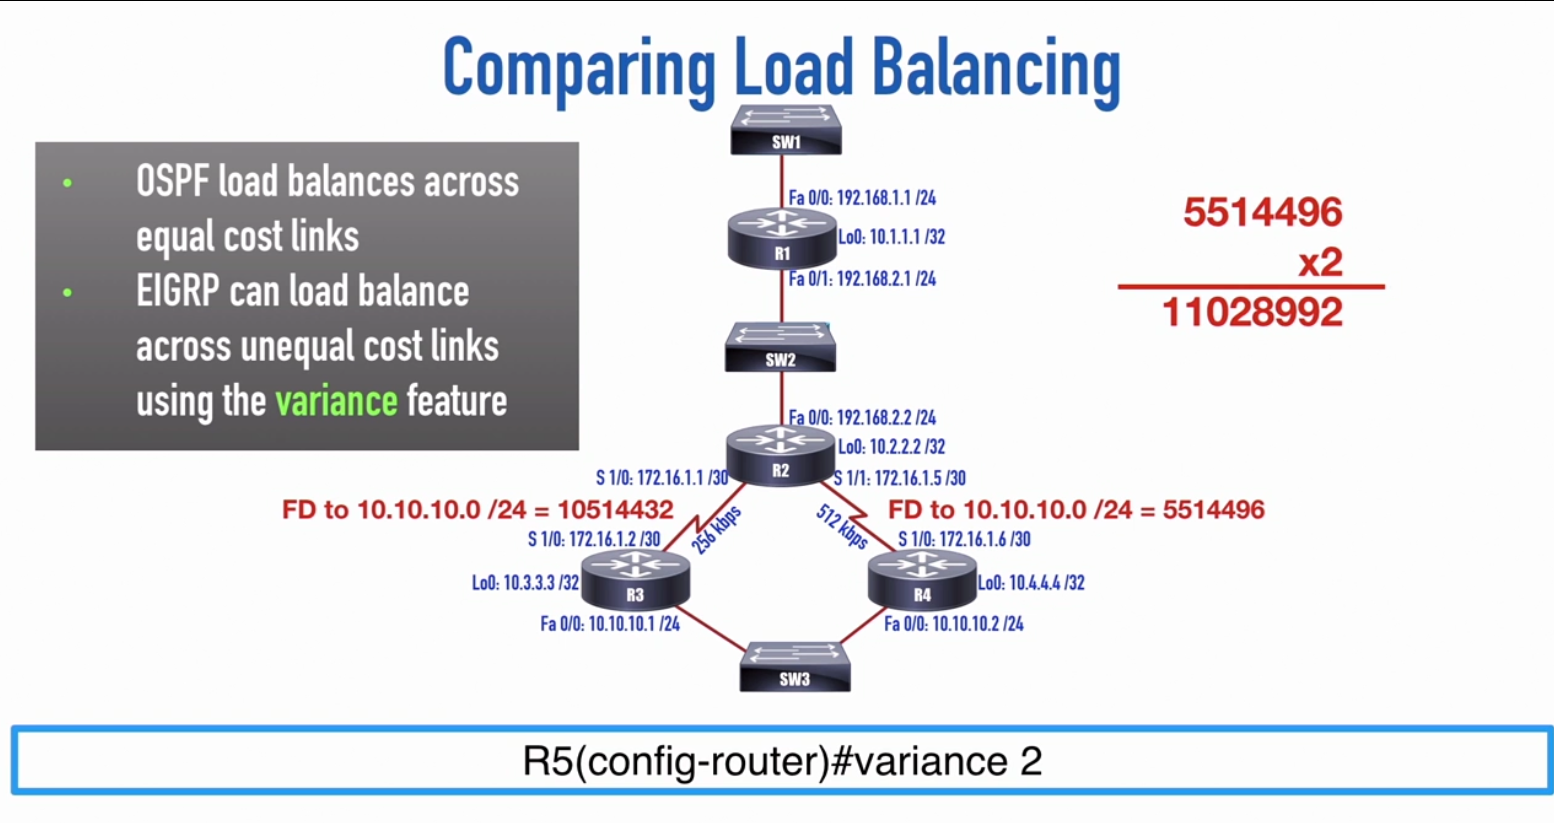 Comparing Load Balancing
• OSPF load balances across
equal cost links
• EIGRP can load balance
across unequal cost links
using the variance feature
SW1
Fa 0/0: 192.168.1.1 /24
Lo0: 10.1.1.1 /32
R1
Fa 0/1: 192.168.2.1 /24
5514496
x2
11028992
SW2
Fa 0/0: 192.168.2.2 /24
Lo0: 10.2.2.2 /32
R2
S 1/0: 172.16.1.1 /30
S 1/1: 172.16.1.5 /30
FD to 10.10.10.0 /24 = 10514432
FD to 10.10.10.0 /24 = 5514496
256 kbps
512 kbps
S 1/0: 172.16.1.2 /30
S 1/0: 172.16.1.6 /30
Lo0: 10.3.3.3 /32
R3
R4
Lo0: 10.4.4.4 /32
Fa 0/0: 10.10.10.1 /24
Fa 0/0: 10.10.10.2 /24
SW3
R5(config-router)#variance 2